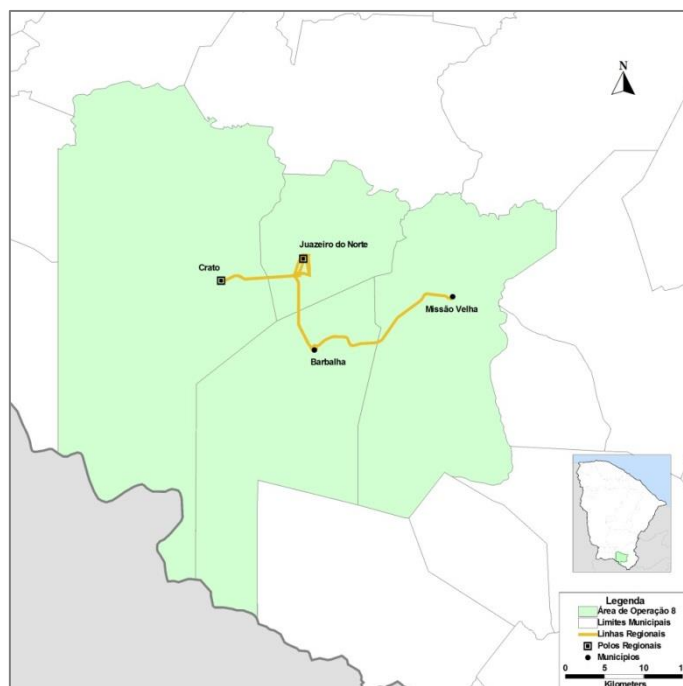 N
Juazeiro do Norte
Crato
Missão Velha
Barbalha
Legenda
Área de Operação 8
Limites Municipais
Linhas Regionais
Polos Regionais
Municípios
0 5 10
Kilometers